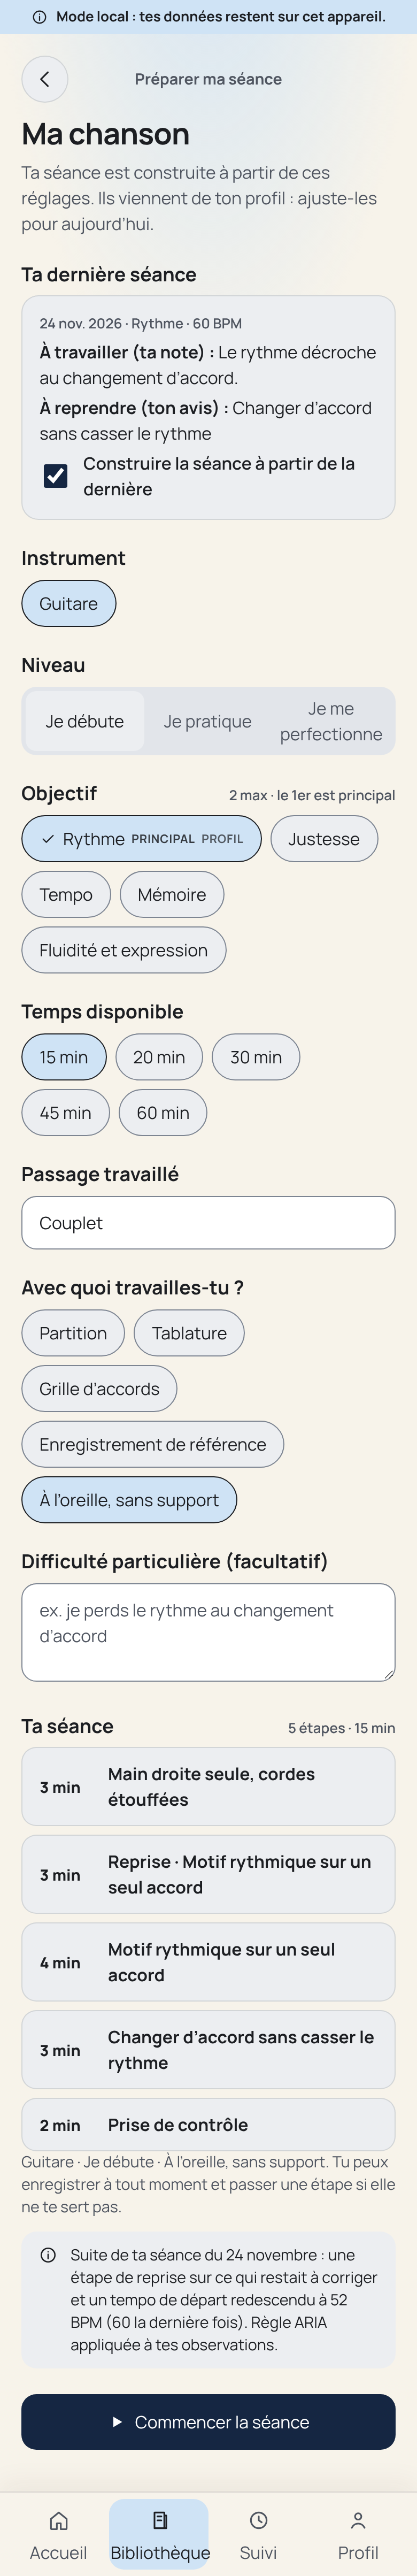 Mode local : tes données restent sur cet appareil.
Préparer ma séance
Ma chanson
Ta séance est construite à partir de ces
réglages. Ils viennent de ton profil : ajuste-les
pour aujourd’hui.
Ta dernière séance
24 nov. 2026 · Rythme · 60 BPM
À travailler (ta note) : Le rythme décroche
au changement d’accord.
À reprendre (ton avis) : Changer d’accord
sans casser le rythme
Construire la séance à partir de la
dernière
Instrument
Guitare
Niveau
Je débute
Je pratique
Je me
perfectionne
Objectif
2 max · le 1er est principal
Rythme PRINCIPAL PROFIL
Justesse
Tempo
Mémoire
Fluidité et expression
Temps disponible
15 min
20 min
30 min
45 min
60 min
Passage travaillé
Couplet
Avec quoi travailles-tu ?
Partition
Tablature
Grille d’accords
Enregistrement de référence
À l’oreille, sans support
Difficulté particulière (facultatif)
ex. je perds le rythme au changement
d’accord
Ta séance
5 étapes · 15 min
3 min
Main droite seule, cordes
étouffées
3 min
Reprise · Motif rythmique sur un
seul accord
4 min
Motif rythmique sur un seul
accord
3 min
Changer d’accord sans casser le
rythme
2 min
Prise de contrôle
Guitare · Je débute · À l’oreille, sans support. Tu peux
enregistrer à tout moment et passer une étape si elle
ne te sert pas.
Suite de ta séance du 24 novembre : une
étape de reprise sur ce qui restait à corriger
et un tempo de départ redescendu à 52
BPM (60 la dernière fois). Règle ARIA
appliquée à tes observations.
Commencer la séance
Accueil
Bibliothèque
Suivi
Profil